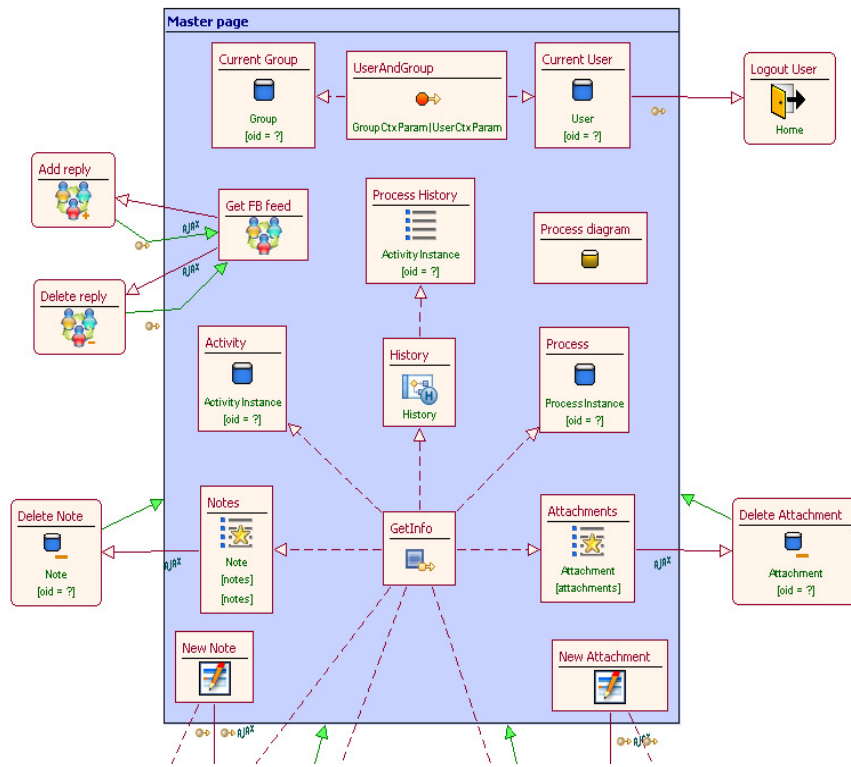 Master page
Current Group
Group
[oid = ?]
UserAndGroup
GroupCtxParam|UserCtxParam
Current User
User
[oid = ?]
Logout User
Home
Add reply
Get FB feed
AJAX
AJAX
Delete reply
Process History
Activity Instance
[oid = ?]
Process diagram
Activity
Activity Instance
[oid = ?]
History
H
History
Process
Process Instance
[oid = ?]
Delete Note
Note
[oid = ?]
AJAX
Notes
Note
[notes]
[notes]
GetInfo
Attachments
Attachment
[attachments]
AJAX
Delete Attachment
Attachment
[oid = ?]
New Note
AJAX
New Attachment
AJAX